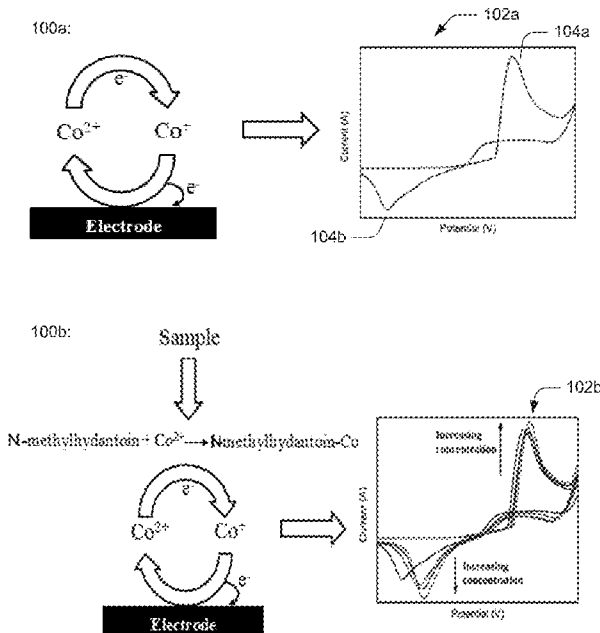 100a:
102a
104a
e⁻
Co²⁺ Co⁺
e⁻
Electrode
Current (A)
Potential (V)
104b
100b:
Sample
102b
N-methylhydantoin + Co²⁺ → N-methylhydantoin-Co
e⁻
Co²⁺ Co⁺
e⁻
Electrode
Increasing
concentration
Increasing
concentration
Current (A)
Potential (V)